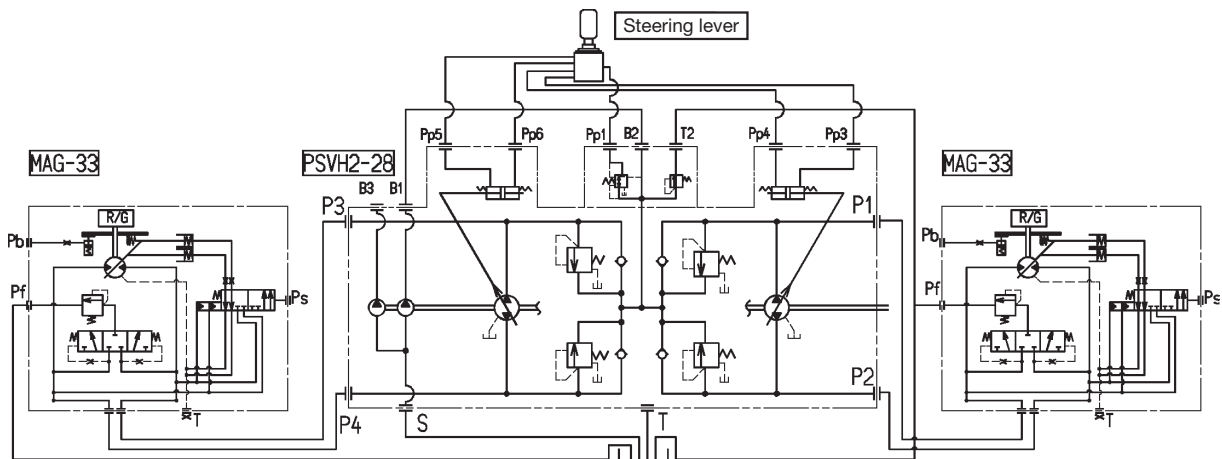 Steering lever
Pp5
Pp6
Pp1
B2
T2
Pp4
Pp3
MAG-33
PSVH2-28
MAG-33
B3
B1
R/G
P3
P1
R/G
Pb
Pb
Pf
Ps
Pf
Ps
T
P4
S
T
P2
T